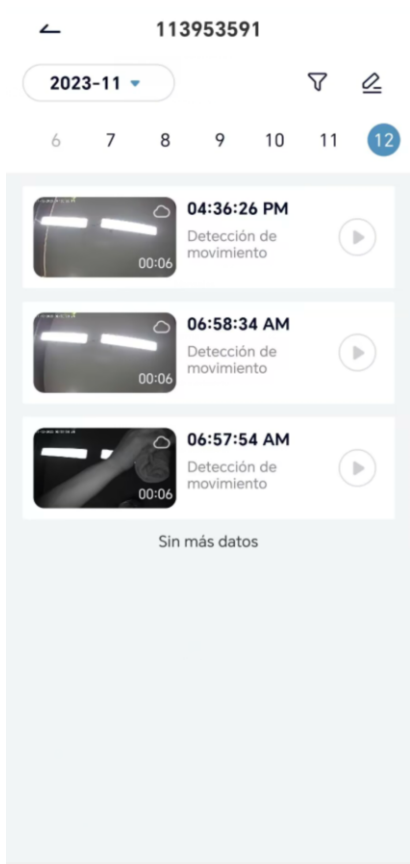 113953591
2023-11
6 7 8 9 10 11 12
04:36:26 PM
Detección de
movimiento
00:06
06:58:34 AM
Detección de
movimiento
00:06
06:57:54 AM
Detección de
movimiento
00:06
Sin más datos